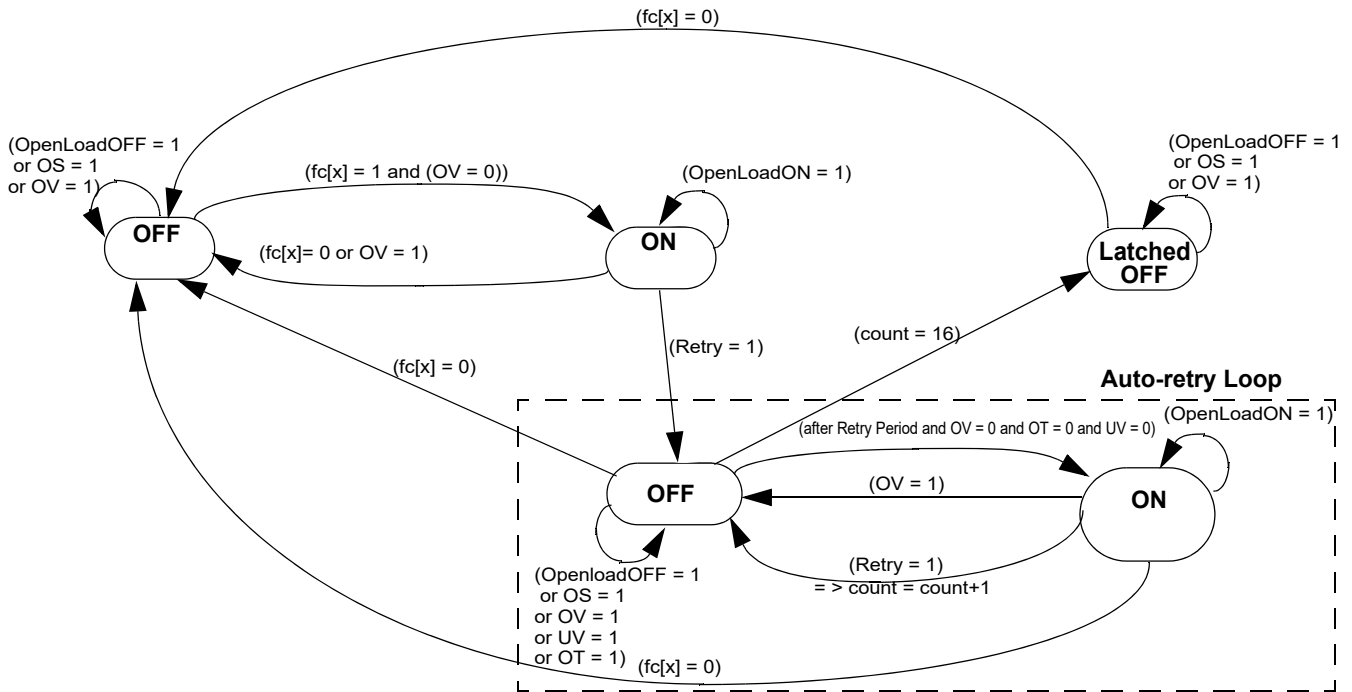 (fc[x] = 0)
(OpenLoadOFF = 1
or OS = 1
or OV = 1)
OFF
(fc[x] = 1 and (OV = 0))
(OpenLoadON = 1)
ON
(fc[x]= 0 or OV = 1)
(OpenLoadOFF = 1
or OS = 1
or OV = 1)
Latched
OFF
(Retry = 1)
(count = 16)
(fc[x] = 0)
Auto-retry Loop
(OpenLoadON = 1)
(after Retry Period and OV = 0 and OT = 0 and UV = 0)
OFF
(OV = 1)
ON
(Retry = 1)
= > count = count+1
(OpenloadOFF = 1
or OS = 1
or OV = 1
or UV = 1
or OT = 1)
(fc[x] = 0)